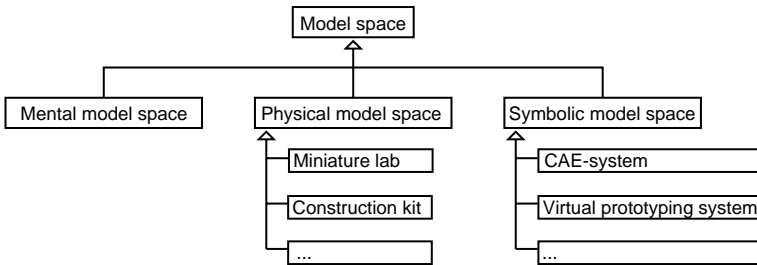 Model space
Mental model space
Physical model space
Symbolic model space
Miniature lab
CAE-system
Construction kit
Virtual prototyping system
...
...